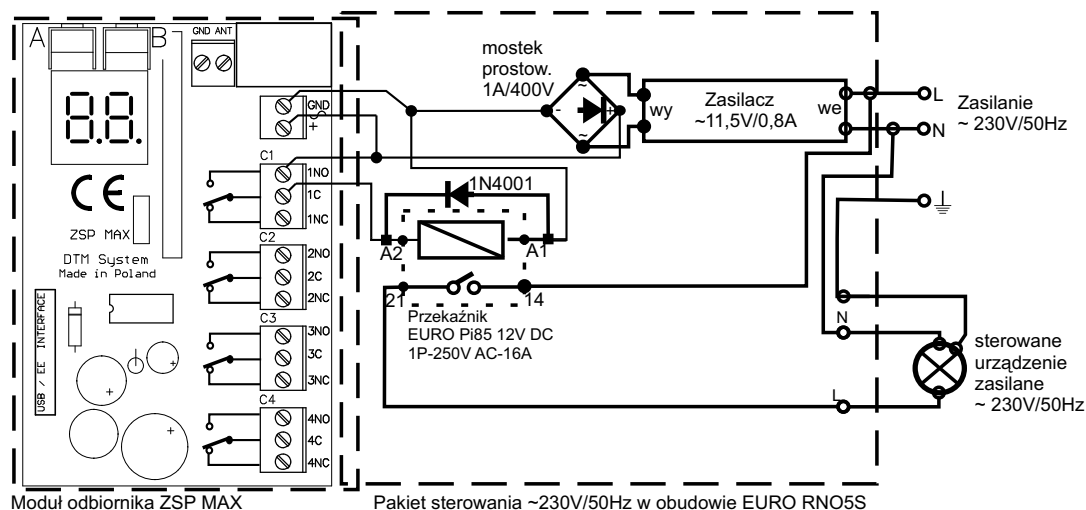 A
B
GND ANT
8.8.
CE
ZSP MAX
DTM System
Made in Poland
USB / EE INTERFACE
+
+
+
+
GND
+
C1
1NO
1C
1NC
C2
2NO
2C
2NC
C3
3NO
3C
3NC
C4
4NO
4C
4NC
mostek
prostow.
1A/400V
~
-
+
~
wy
Zasilacz
~11,5V/0,8A
we
L
N
Zasilanie
~ 230V/50Hz
1N4001
A2
A1
21
14
Przekaźnik
EURO Pi85 12V DC
1P-250V AC-16A
N
L
sterowane
urządzenie
zasilane
~ 230V/50Hz
Moduł odbiornika ZSP MAX
Pakiet sterowania ~230V/50Hz w obudowie EURO RNO5S